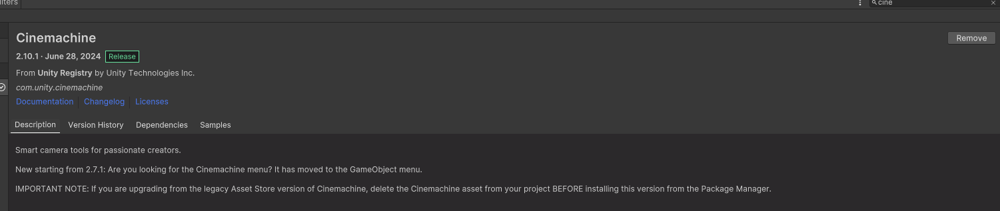 cine
Cinemachine
Remove
2.10.1 · June 28, 2024 Release
From Unity Registry by Unity Technologies Inc.
com.unity.cinemachine
Documentation Changelog Licenses
Description Version History Dependencies Samples
Smart camera tools for passionate creators.
New starting from 2.7.1: Are you looking for the Cinemachine menu? It has moved to the GameObject menu.
IMPORTANT NOTE: If you are upgrading from the legacy Asset Store version of Cinemachine, delete the Cinemachine asset from your project BEFORE installing this version from the Package Manager.